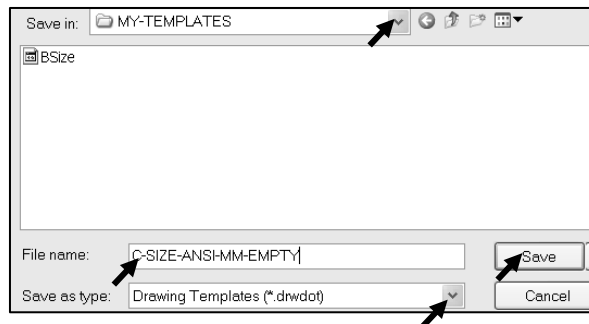 Save in: MY-TEMPLATES
BSize
File name: C-SIZE-ANSI-MM-EMPTY Save
Save as type: Drawing Templates (*.drwdot) Cancel